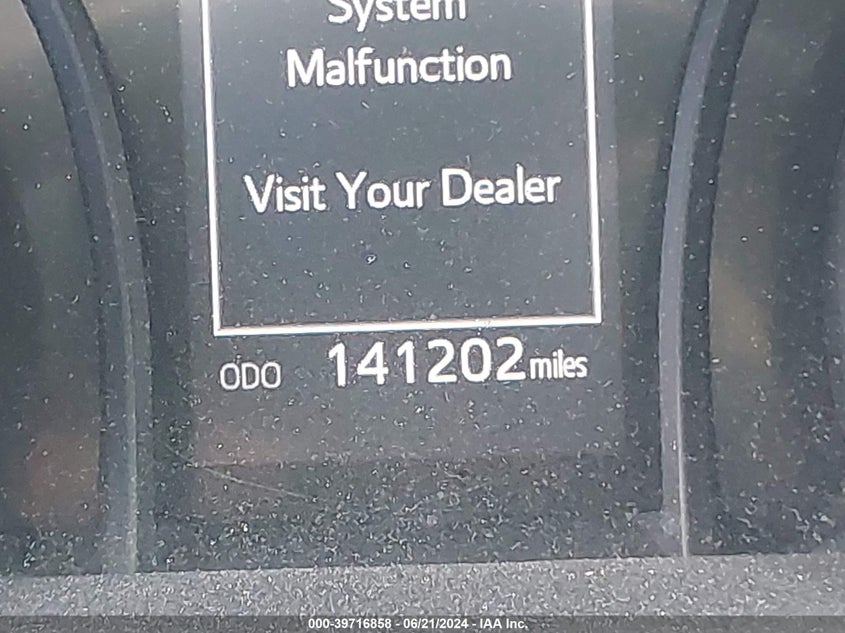 System
Malfunction
Visit Your Dealer
ODO 141202 miles
000-39716858 - 06/21/2024 - IAA Inc.